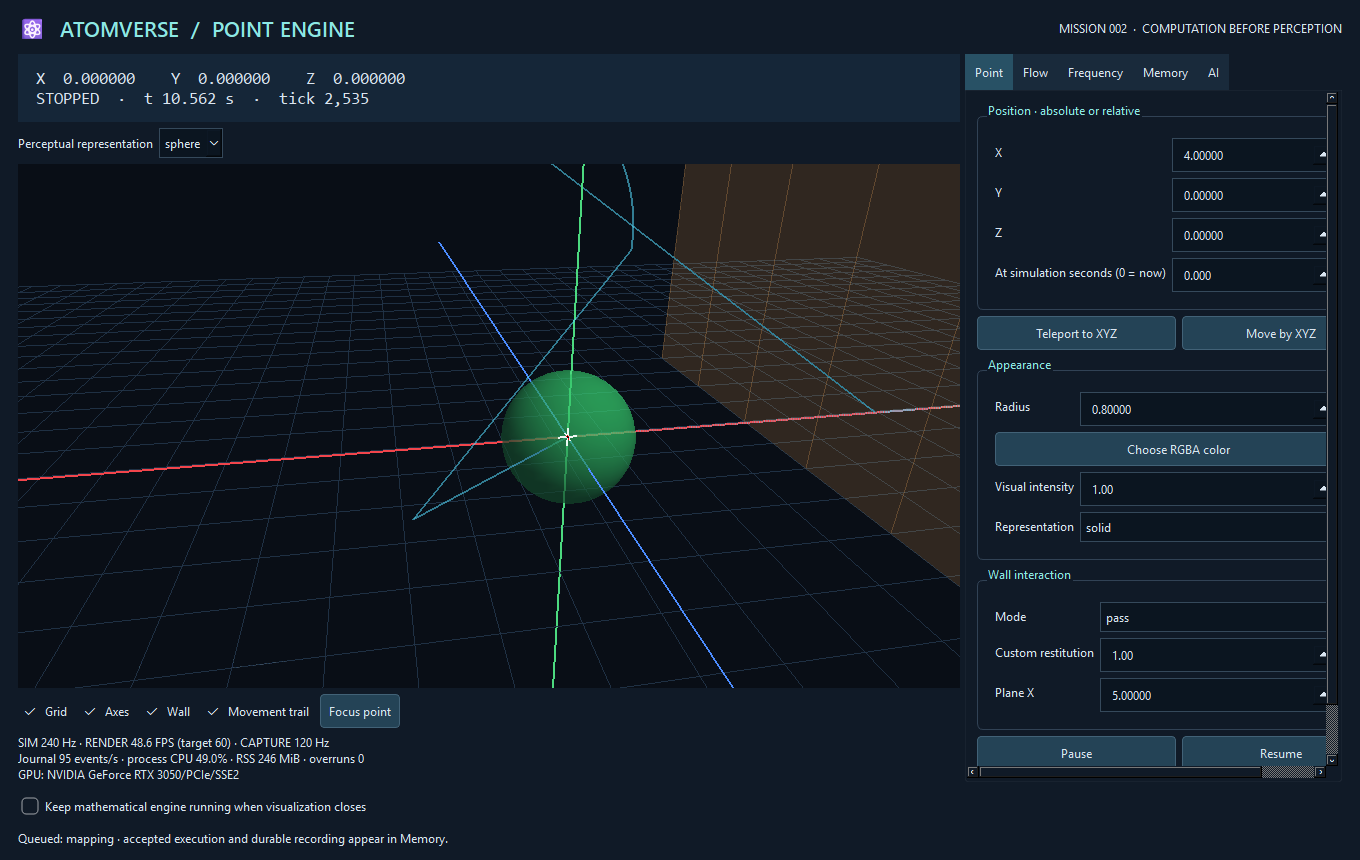 ATOMVERSE / POINT ENGINE
MISSION 002 · COMPUTATION BEFORE PERCEPTION
X 0.000000 Y 0.000000 Z 0.000000
STOPPED · t 10.562 s · tick 2,535
Perceptual representation sphere
Point Flow Frequency Memory AI
Position · absolute or relative
X 4.00000
Y 0.00000
Z 0.00000
At simulation seconds (0 = now) 0.000
Teleport to XYZ Move by XYZ
Appearance
Radius 0.80000
Choose RGBA color
Visual intensity 1.00
Representation solid
Wall interaction
Mode pass
Custom restitution 1.00
Plane X 5.00000
Pause Resume
Grid Axes Wall Movement trail Focus point
SIM 240 Hz · RENDER 48.6 FPS (target 60) · CAPTURE 120 Hz
Journal 95 events/s · process CPU 49.0% · RSS 246 MiB · overruns 0
GPU: NVIDIA GeForce RTX 3050/PCIe/SSE2
Keep mathematical engine running when visualization closes
Queued: mapping · accepted execution and durable recording appear in Memory.